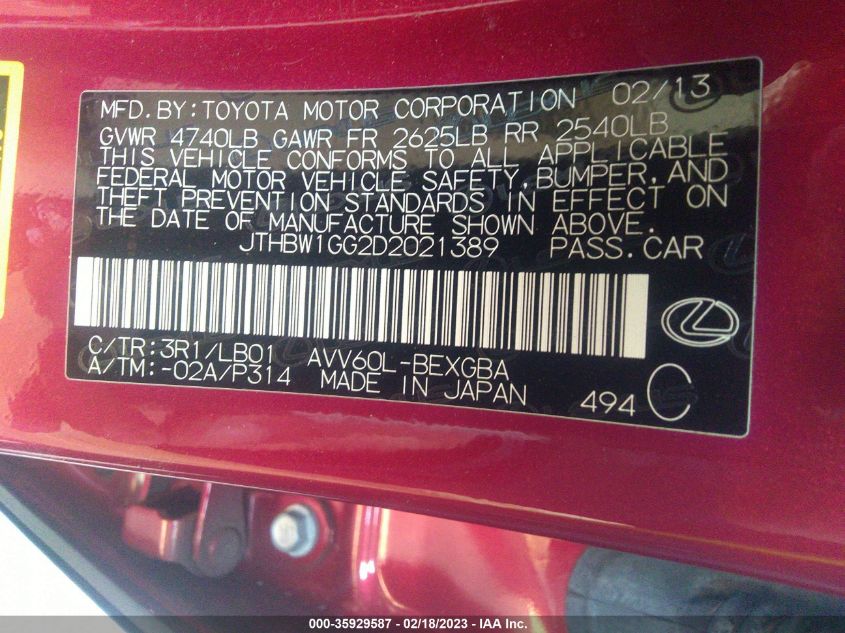 MFD.BY:TOYOTA MOTOR CORPORATION 02/13
GVWR 4740LB GAWR FR 2625LB RR 2540LB
THIS VEHICLE CONFORMS TO ALL APPLICABLE
FEDERAL MOTOR VEHICLE SAFETY,BUMPER,AND
THEFT PREVENTION STANDARDS IN EFFECT ON
THE DATE OF MANUFACTURE SHOWN ABOVE.
JTHBW1GG2D2021389 PASS.CAR
C/TR:3R1/LB01 AVV60L-BEXGBA
A/TM:-02A/P314 MADE IN JAPAN
494 C
000-35929587 - 02/18/2023 - IAA Inc.